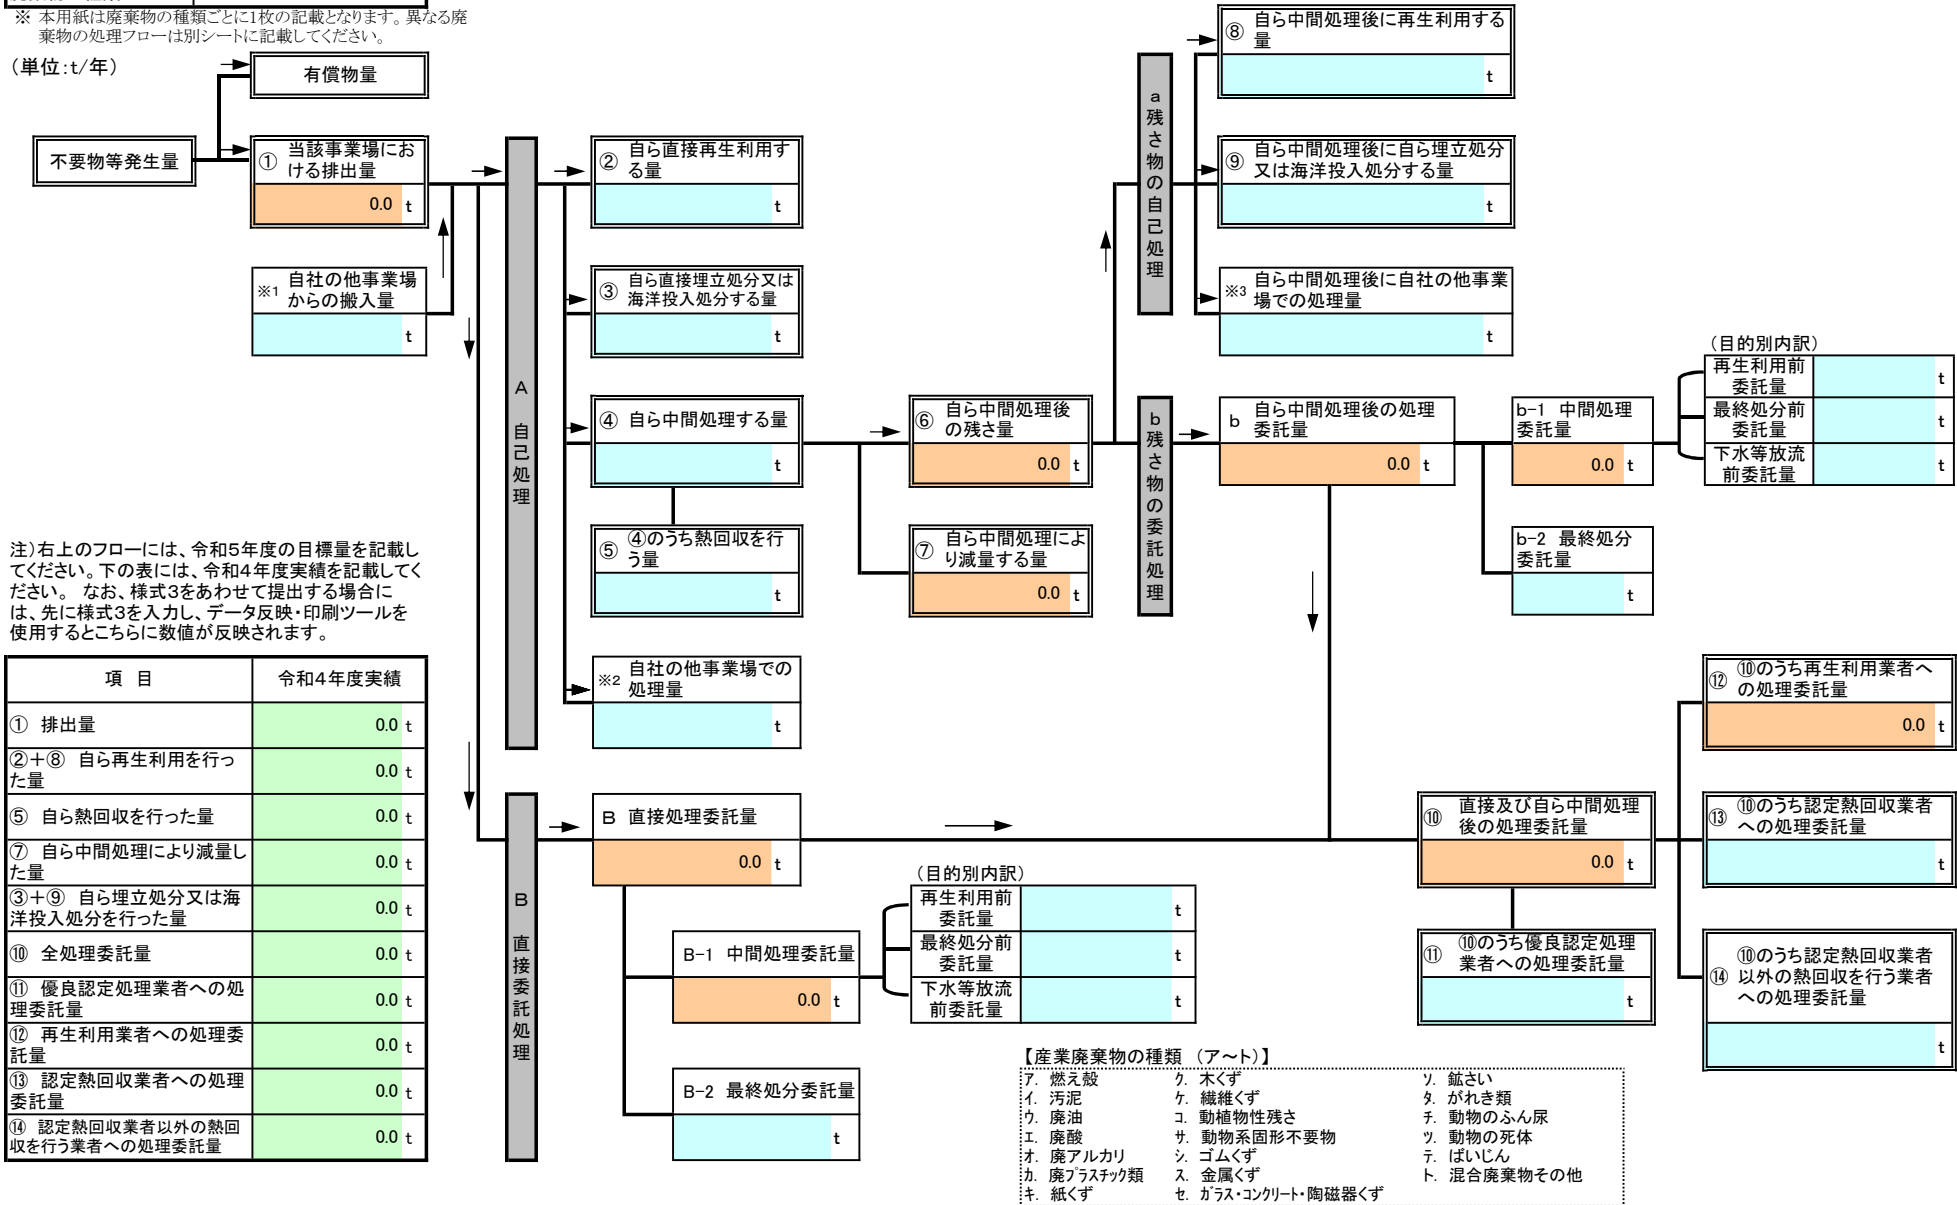 ※ 本用紙は廃棄物の種類ごとに1枚の記載となります。異なる廃
棄物の処理フローは別シートに記載してください。
(単位:t/年)
有償物量
不要物等発生量
① 当該事業場にお
ける排出量
0.0 t
※1 自社の他事業場
からの搬入量
t
A 自己処理
② 自ら直接再生利用す
る量
t
③ 自ら直接埋立処分又は
海洋投入処分する量
t
④ 自ら中間処理する量
t
⑤ ④のうち熱回収を行
う量
t
※2 自社の他事業場での
処理量
t
⑥ 自ら中間処理後
の残さ量
0.0 t
⑦ 自ら中間処理によ
り減量する量
0.0 t
a残さ物の自己処理
⑧ 自ら中間処理後に再生利用する
量
t
⑨ 自ら中間処理後に自ら埋立処分
又は海洋投入処分する量
t
※3 自ら中間処理後に自社の他事業
場での処理量
t
b残さ物の委託処理
b 自ら中間処理後の処理
委託量
0.0 t
b-1 中間処理
委託量
0.0 t
(目的別内訳)
再生利用前
委託量
t
最終処分前
委託量
t
下水等放流
前委託量
t
b-2 最終処分
委託量
t
注)右上のフローには、令和5年度の目標量を記載し
てください。下の表には、令和4年度実績を記載してく
ださい。 なお、様式3をあわせて提出する場合に
は、先に様式3を入力し、データ反映・印刷ツールを
使用するとこちらに数値が反映されます。
項 目 令和4年度実績
① 排出量 0.0 t
②+⑧ 自ら再生利用を行っ
た量 0.0 t
⑤ 自ら熱回収を行った量 0.0 t
⑦ 自ら中間処理により減量し
た量 0.0 t
③+⑨ 自ら埋立処分又は海
洋投入処分を行った量 0.0 t
⑩ 全処理委託量 0.0 t
⑪ 優良認定処理業者への処
理委託量 0.0 t
⑫ 再生利用業者への処理委
託量 0.0 t
⑬ 認定熱回収業者への処理
委託量 0.0 t
⑭ 認定熱回収業者以外の熱回
収を行う業者への処理委託量 0.0 t
B 直接委託処理
B 直接処理委託量
0.0 t
B-1 中間処理委託量
0.0 t
(目的別内訳)
再生利用前
委託量
t
最終処分前
委託量
t
下水等放流
前委託量
t
B-2 最終処分委託量
t
⑩ 直接及び自ら中間処理
後の処理委託量
0.0 t
⑪ ⑩のうち優良認定処理
業者への処理委託量
t
⑫ ⑩のうち再生利用業者へ
の処理委託量
0.0 t
⑬ ⑩のうち認定熱回収業者
への処理委託量
t
⑭ ⑩のうち認定熱回収業者
以外の熱回収を行う業者
への処理委託量
t
【産業廃棄物の種類 (ア~ト)】
ア. 燃え殻 ク. 木くず ソ. 鉱さい
イ. 汚泥 ケ. 繊維くず タ. がれき類
ウ. 廃油 コ. 動植物性残さ チ. 動物のふん尿
エ. 廃酸 サ. 動物系固形不要物 ツ. 動物の死体
オ. 廃アルカリ シ. ゴムくず テ. ばいじん
カ. 廃プラスチック類 ス. 金属くず ト. 混合廃棄物その他
キ. 紙くず セ. ガラス・コンクリート・陶磁器くず